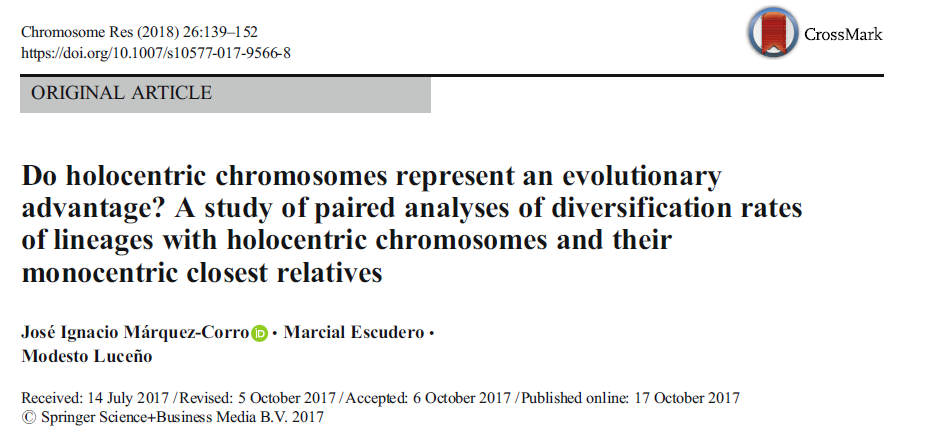 Chromosome Res (2018) 26:139–152
https://doi.org/10.1007/s10577-017-9566-8
CrossMark
ORIGINAL ARTICLE
Do holocentric chromosomes represent an evolutionary
advantage? A study of paired analyses of diversification rates
of lineages with holocentric chromosomes and their
monocentric closest relatives
José Ignacio Márquez-Corro iD · Marcial Escudero ·
Modesto Luceño
Received: 14 July 2017 / Revised: 5 October 2017 / Accepted: 6 October 2017 / Published online: 17 October 2017
© Springer Science+Business Media B.V. 2017